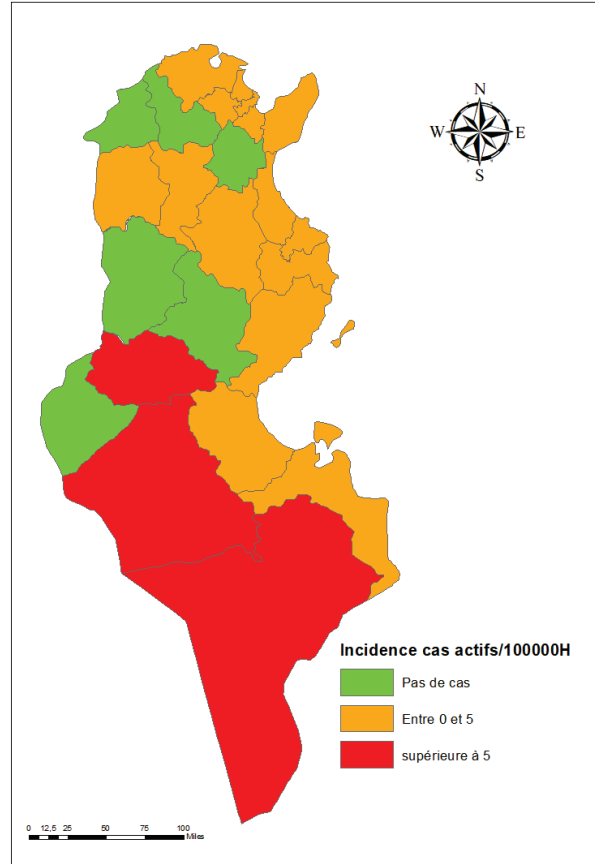 N
W E
S
Incidence cas actifs/100000H
Pas de cas
Entre 0 et 5
supérieure à 5
0 12,5 25 50 75 100
Miles